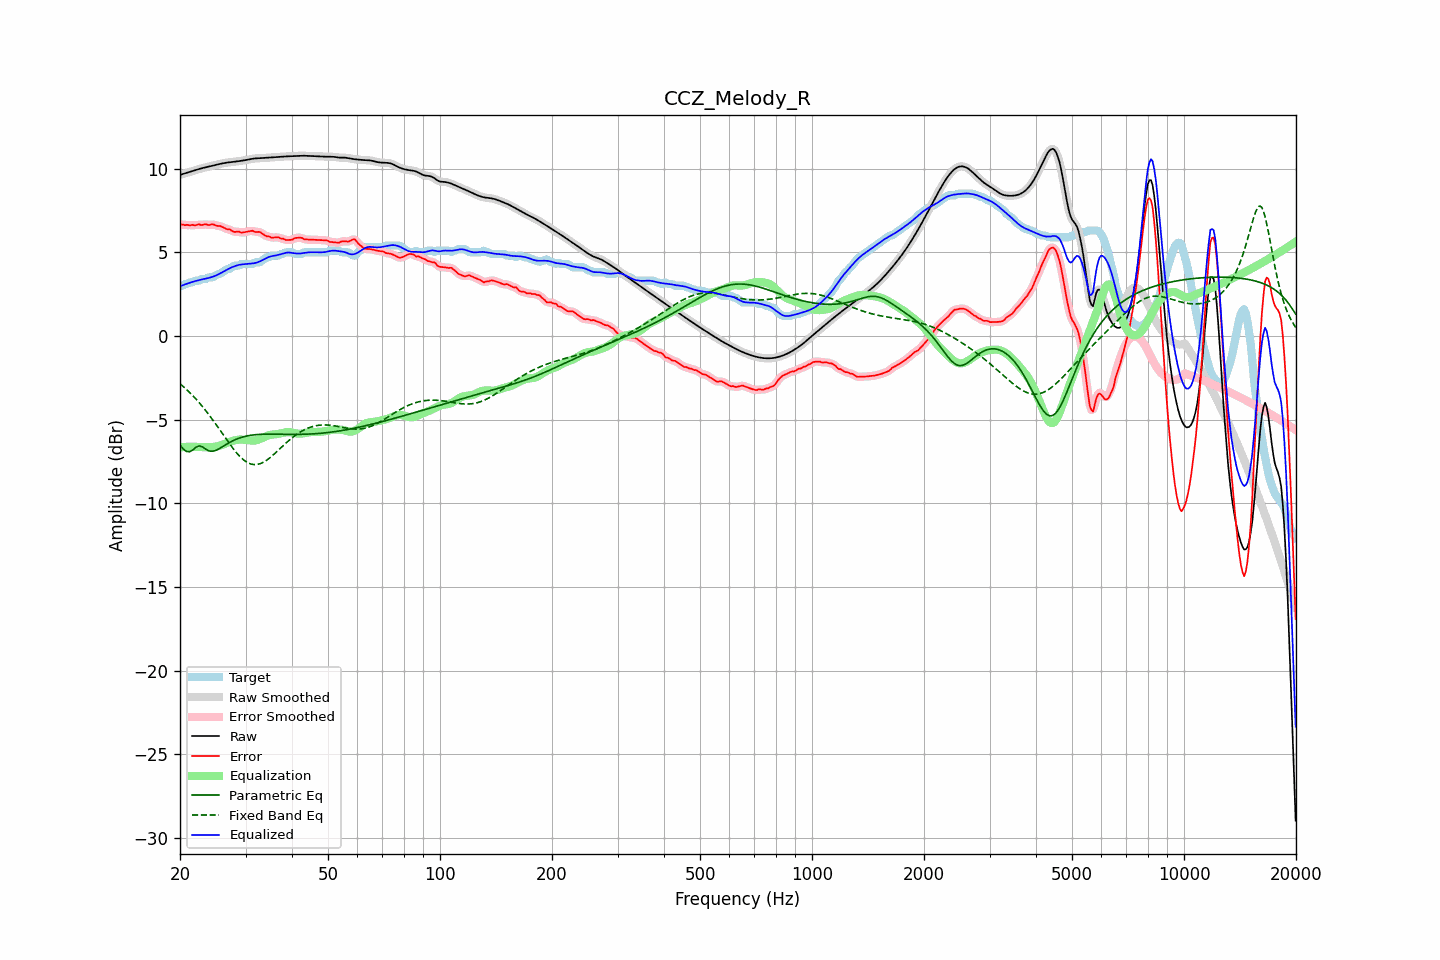 CCZ_Melody_R
Amplitude (dBr)
10
5
0
−5
−10
−15
−20
−25
−30
Target
Raw Smoothed
Error Smoothed
Raw
Error
Equalization
Parametric Eq
Fixed Band Eq
Equalized
20 50 100 200 500 1000 2000 5000 10000 20000
Frequency (Hz)